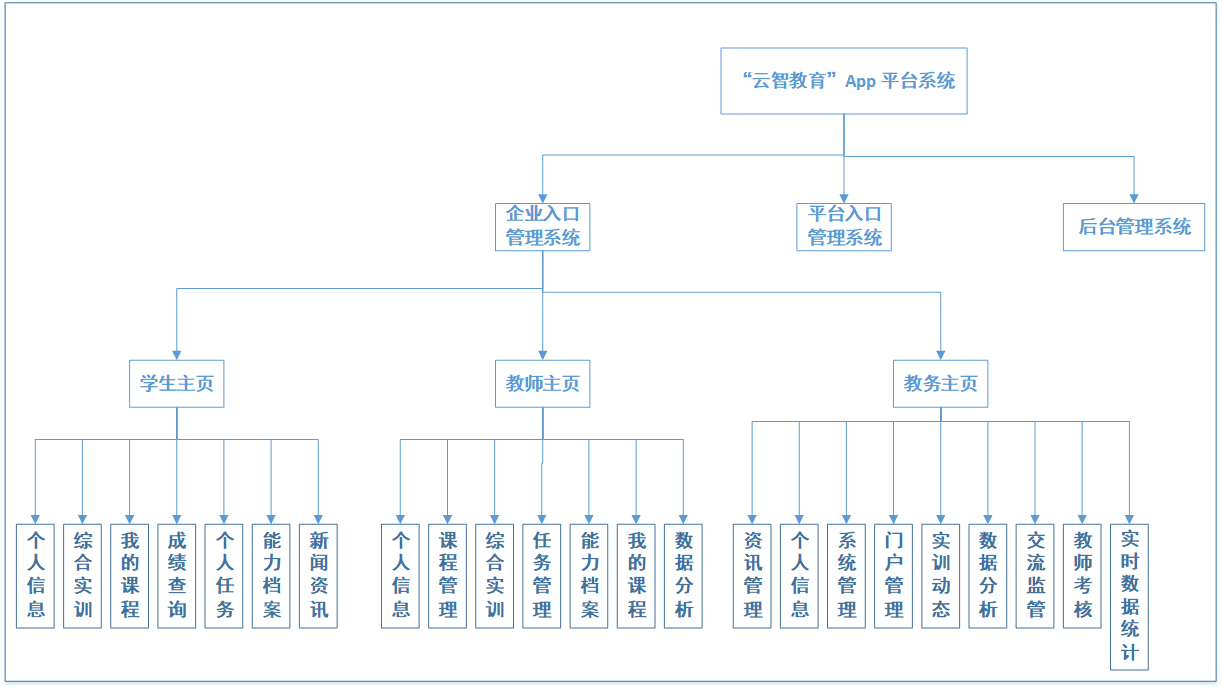 “云智教育”App 平台系统
企业入口
管理系统
平台入口
管理系统
后台管理系统
学生主页
教师主页
教务主页
个人信息
综合实训
我的课程
成绩查询
个人任务
能力档案
新闻资讯
个人信息
课程管理
综合实训
任务管理
能力档案
我的课程
数据分析
资讯管理
个人信息
系统管理
门户管理
实训动态
数据分析
交流监管
教师考核
实时数据统计